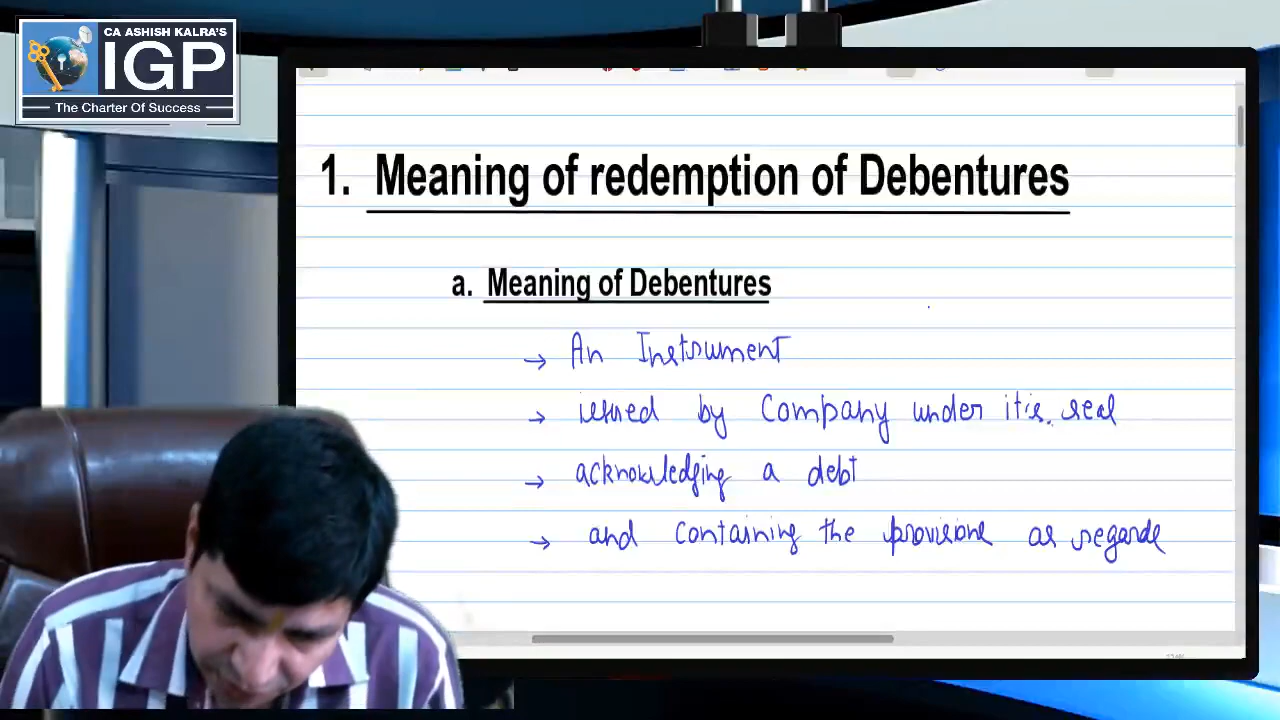 CA ASHISH KALRA'S
IGP
The Charter Of Success
1. Meaning of redemption of Debentures
a. Meaning of Debentures
→ An Instrument
→ issued by Company under it's seal
→ acknowledging a debt
→ and containing the provisions as regards